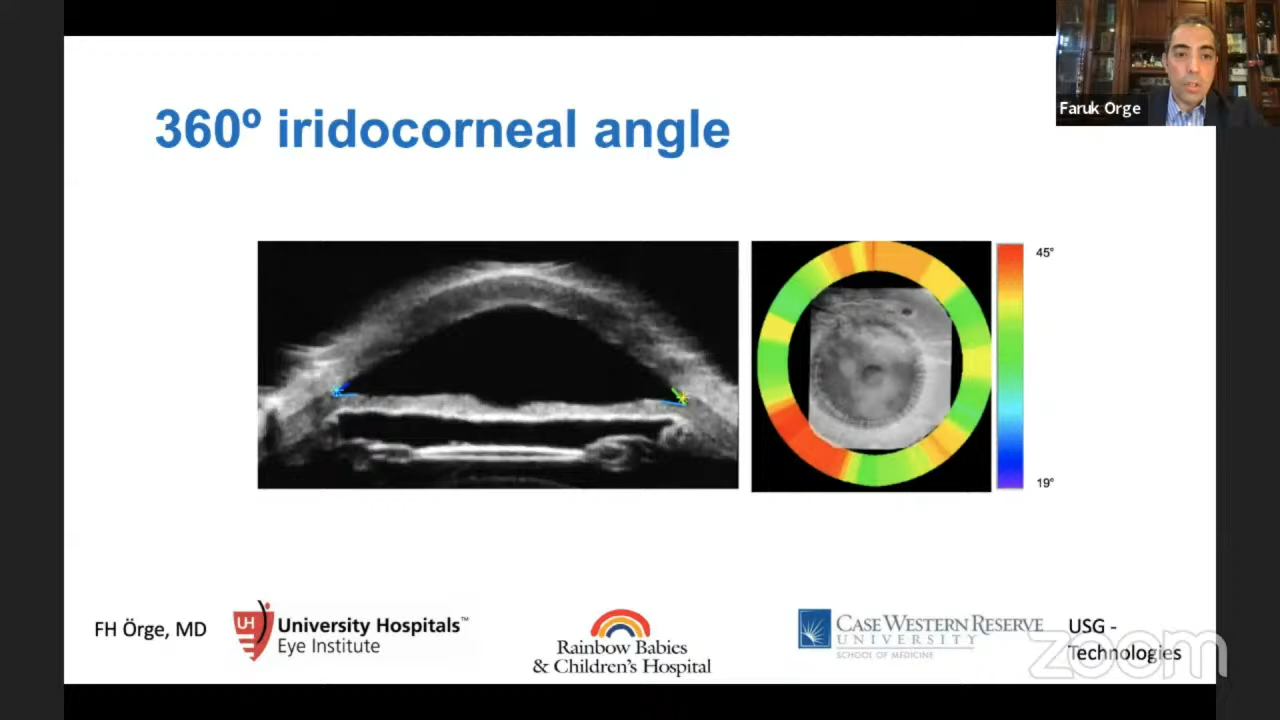 Faruk Orge
360º iridocorneal angle
45°
19°
FH Örge, MD
UH
University Hospitals™
Eye Institute
Rainbow Babies
& Children's Hospital
CASE WESTERN RESERVE
UNIVERSITY
SCHOOL OF MEDICINE
USG -
Technologies
zoom